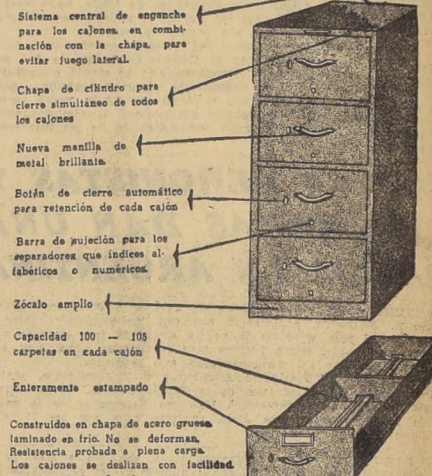 Sistema central de enganche
para los cajones, en combi-
nación con la chapa, para
evitar juego lateral.
Chapa de cilindro para
cierre simultáneo de todos
los cajones
Nueva manilla de
metal brillante.
Botón de cierre automático
para retención de cada cajón
Barra de sujeción para los
separadores que índices al-
fabéticos o numéricos.
Zócalo amplio
Capacidad 100 — 105
carpetas en cada cajón
Enteramente estampado
Construídos en chapa de acero gruesa
laminado en frío. No se deforman.
Resistencia probada a plena carga.
Los cajones se deslizan con facilidad.